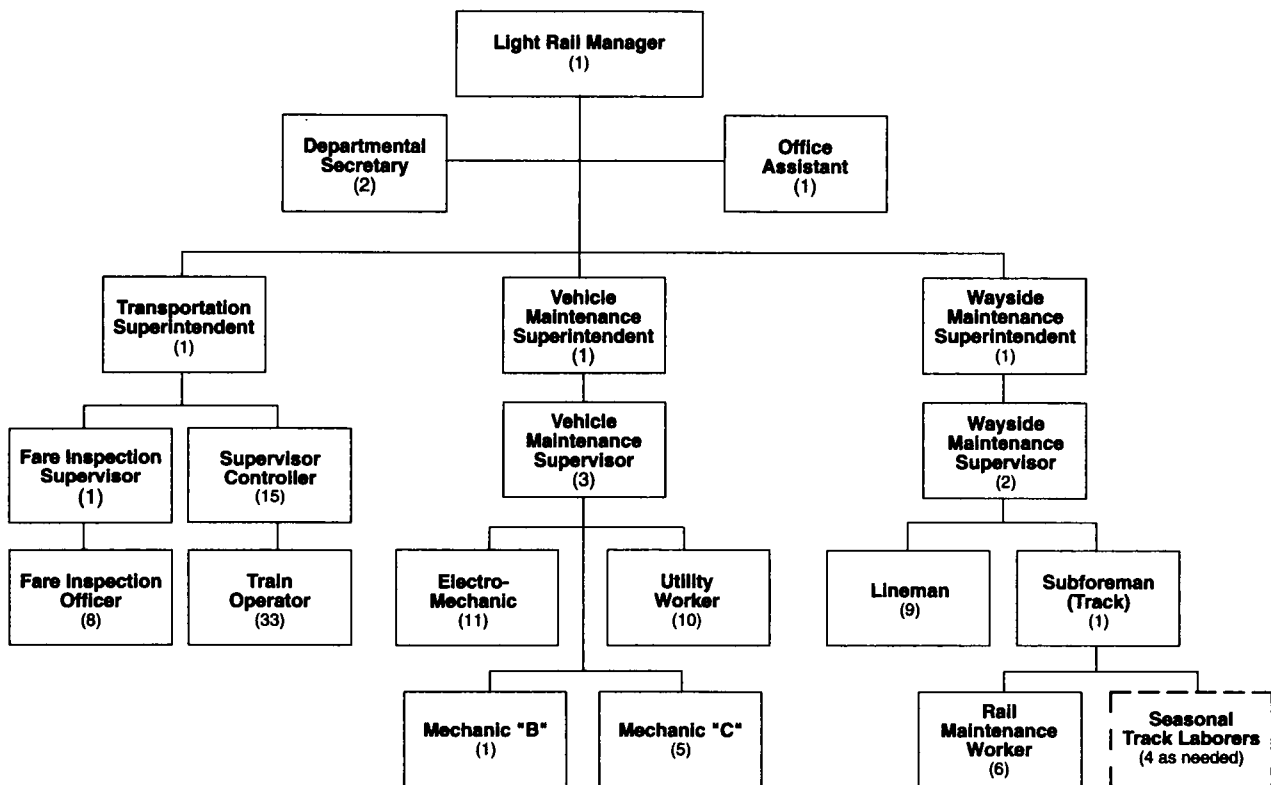 Light Rail Manager
(1)
Departmental
Secretary
(2)
Office
Assistant
(1)
Transportation
Superintendent
(1)
Vehicle
Maintenance
Superintendent
(1)
Wayside
Maintenance
Superintendent
(1)
Fare Inspection
Supervisor
(1)
Supervisor
Controller
(15)
Vehicle
Maintenance
Supervisor
(3)
Wayside
Maintenance
Supervisor
(2)
Fare Inspection
Officer
(8)
Train
Operator
(33)
Electro-
Mechanic
(11)
Utility
Worker
(10)
Lineman
(9)
Subforeman
(Track)
(1)
Mechanic "B"
(1)
Mechanic "C"
(5)
Rail
Maintenance
Worker
(6)
Seasonal
Track Laborers
(4 as needed)